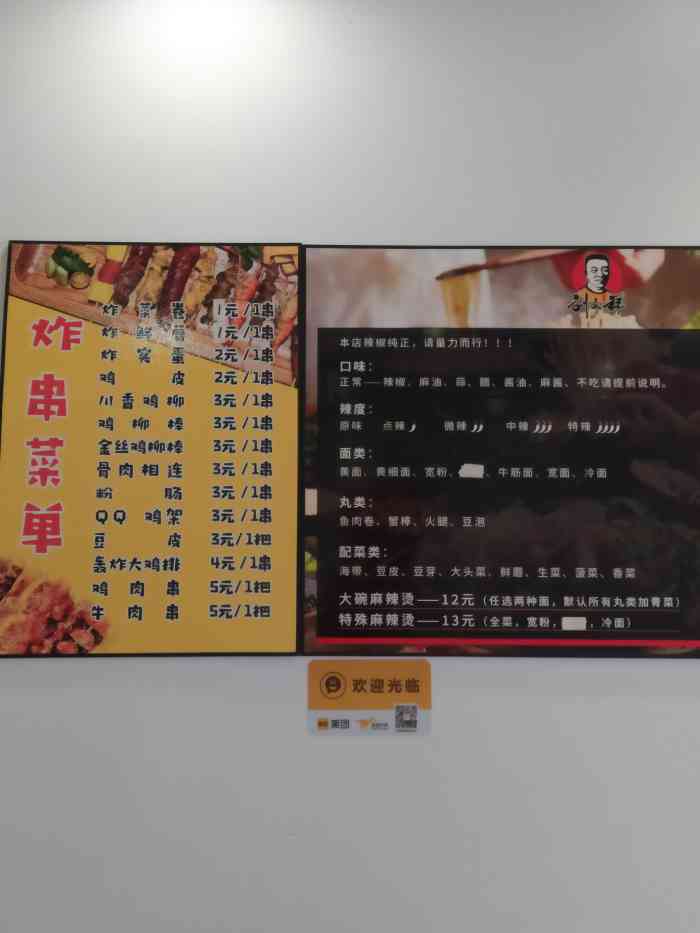 炸串菜单
炸菜卷 1元/1串
炸鲜蘑 1元/1串
炸实蛋 2元/1串
鸡皮 2元/1串
川香鸡柳 3元/1串
鸡柳棒 3元/1串
金丝鸡柳棒 3元/1串
骨肉相连 3元/1串
粉肠 3元/1串
QQ鸡架 3元/1串
豆皮 3元/1把
轰炸大鸡排 4元/1串
鸡肉串 5元/1把
牛肉串 5元/1把
本店辣椒纯正，请量力而行！！！
口味：
正常——辣椒、麻油、蒜、醋、酱油、麻酱、不吃请提前说明。
辣度：
原味 点辣 微辣 中辣 特辣
面类：
黄面、黄细面、宽粉、、牛筋面、宽面、冷面
丸类：
鱼肉卷、蟹棒、火腿、豆泡
配菜类：
海带、豆皮、豆芽、大头菜、鲜蘑、生菜、菠菜、香菜
大碗麻辣烫——12元（任选两种面，默认所有丸类加青菜）
特殊麻辣烫——13元（全菜，宽粉，，冷面）
欢迎光临
美团